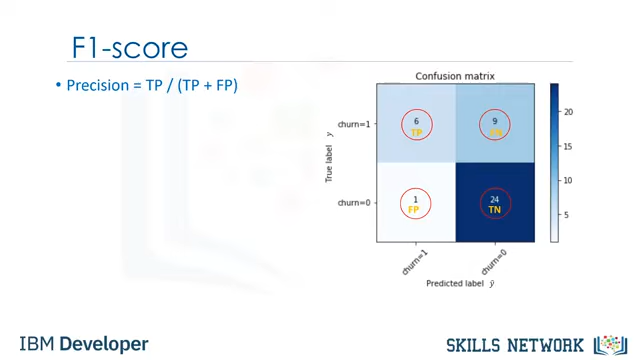 F1-score
• Precision = TP / (TP + FP)
Confusion matrix
True label y
churn=1
churn=0
6
TP
9
FN
1
FP
24
TN
20
15
10
5
churn=1
churn=0
Predicted label ŷ
IBM Developer
SKILLS NETWORK